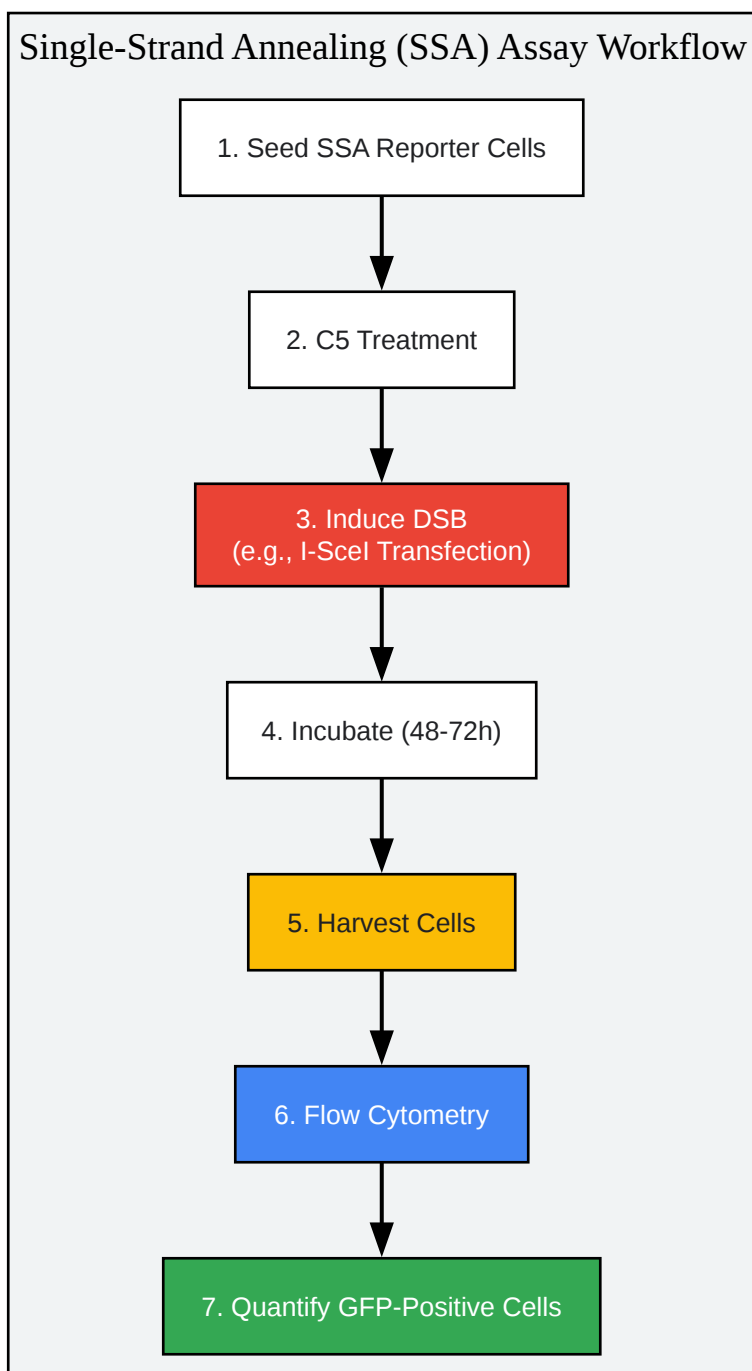 Single-Strand Annealing (SSA) Assay Workflow
1. Seed SSA Reporter Cells
2. C5 Treatment
3. Induce DSB
(e.g., I-SceI Transfection)
4. Incubate (48-72h)
5. Harvest Cells
6. Flow Cytometry
7. Quantify GFP-Positive Cells